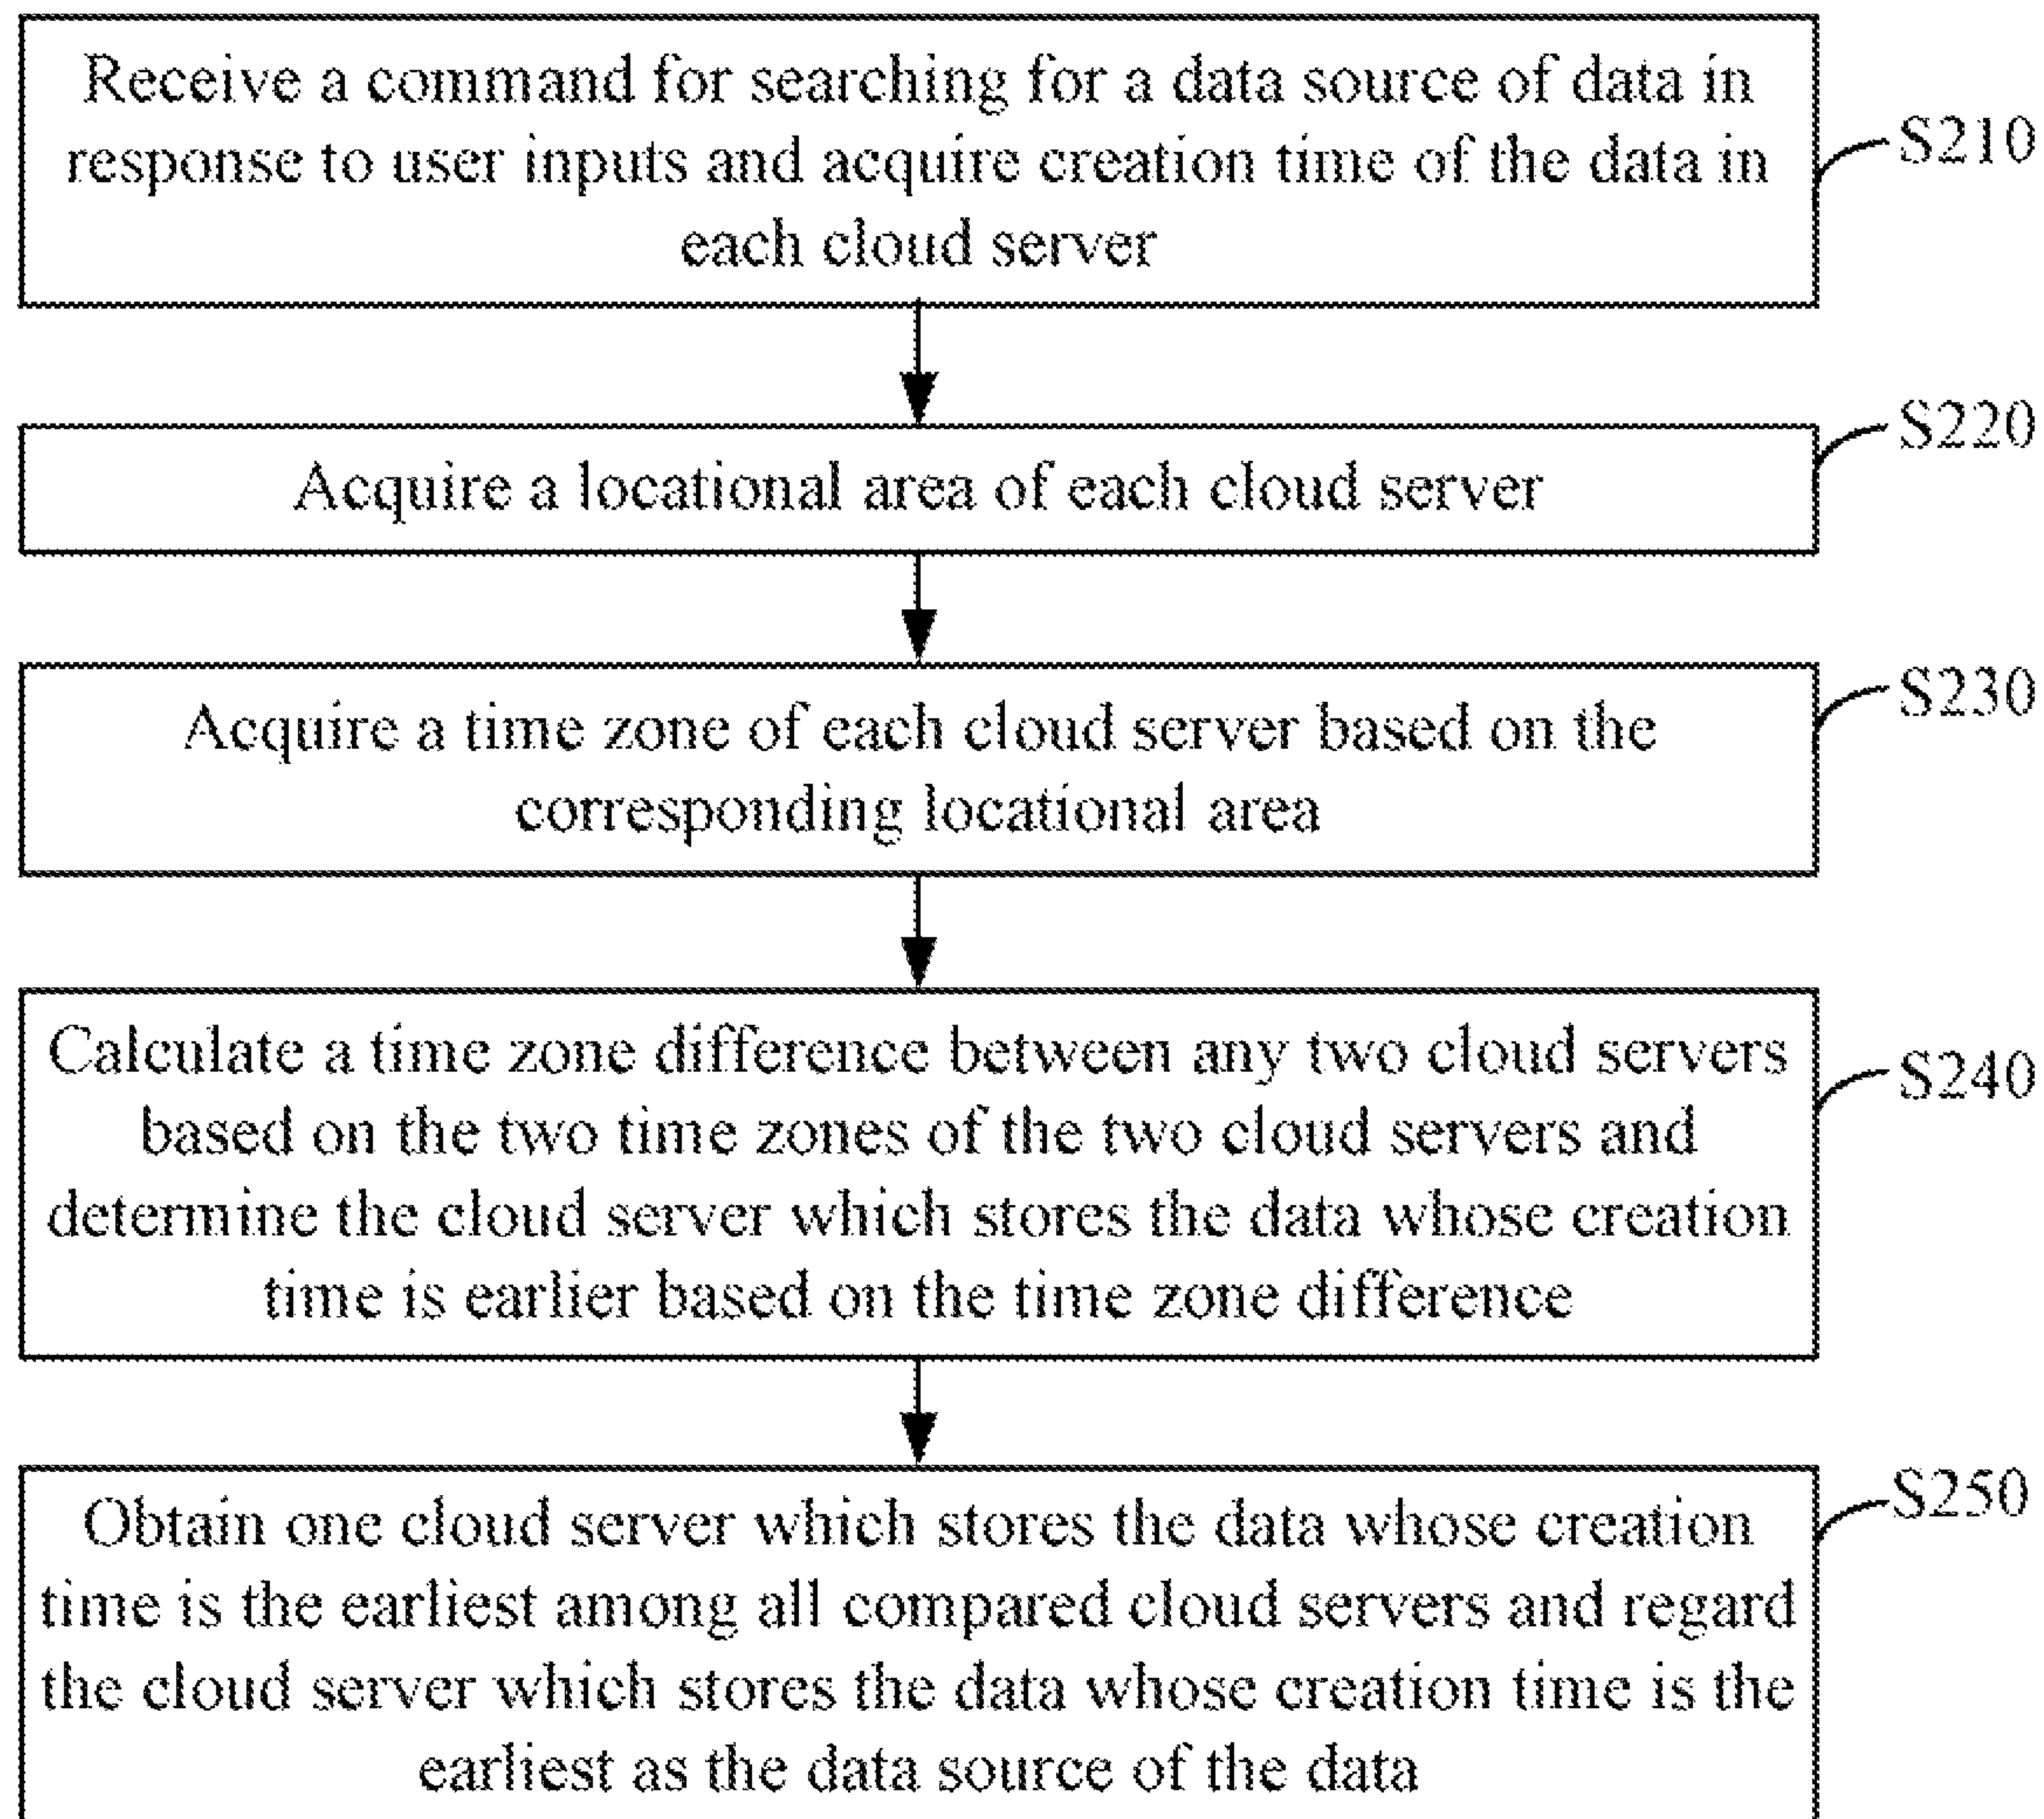 Receive a command for searching for a data source of data in
response to user inputs and acquire creation time of the data in
each cloud server
S210
Acquire a locational area of each cloud server
S220
Acquire a time zone of each cloud server based on the
corresponding locational area
S230
Calculate a time zone difference between any two cloud servers
based on the two time zones of the two cloud servers and
determine the cloud server which stores the data whose creation
time is earlier based on the time zone difference
S240
Obtain one cloud server which stores the data whose creation
time is the earliest among all compared cloud servers and regard
the cloud server which stores the data whose creation time is the
earliest as the data source of the data
S250